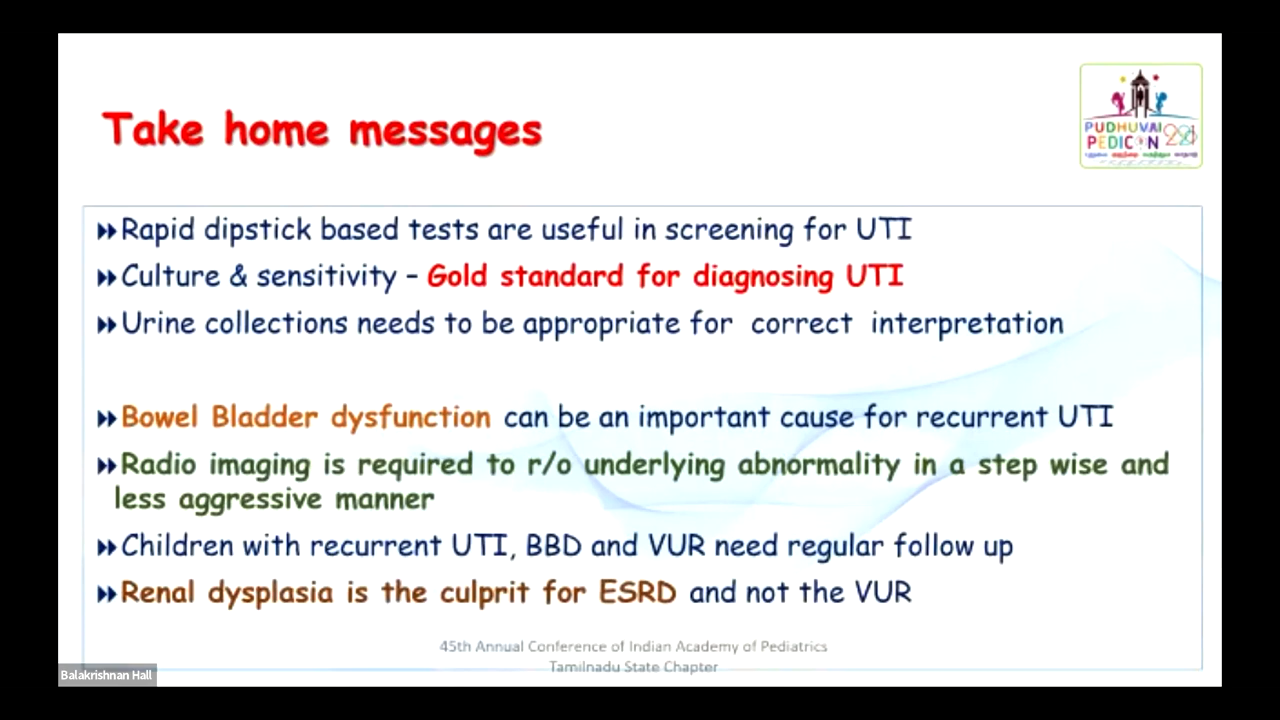 Take home messages
PUDHUVAI
PEDICON
Rapid dipstick based tests are useful in screening for UTI
Culture & sensitivity – Gold standard for diagnosing UTI
Urine collections needs to be appropriate for correct interpretation
Bowel Bladder dysfunction can be an important cause for recurrent UTI
Radio imaging is required to r/o underlying abnormality in a step wise and
less aggressive manner
Children with recurrent UTI, BBD and VUR need regular follow up
Renal dysplasia is the culprit for ESRD and not the VUR
45th Annual Conference of Indian Academy of Pediatrics
Tamilnadu State Chapter
Balakrishnan Hall